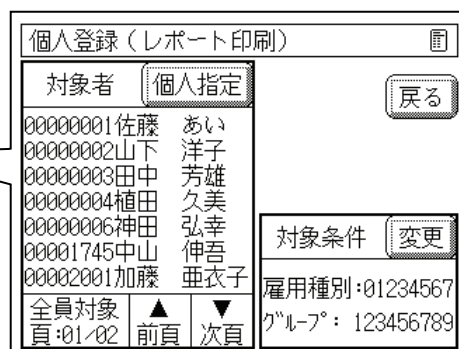 個人登録（レポート印刷）
対象者 個人指定
戻る
00000001佐藤 あい
00000002山下 洋子
00000003田中 芳雄
00000004植田 久美
00000006神田 弘幸
00001745中山 伸吾
00002001加藤 亜衣子
全員対象
頁:01/02
▲
前頁
▼
次頁
対象条件 変更
雇用種別:01234567
ｸﾞﾙｰﾌﾟ: 123456789